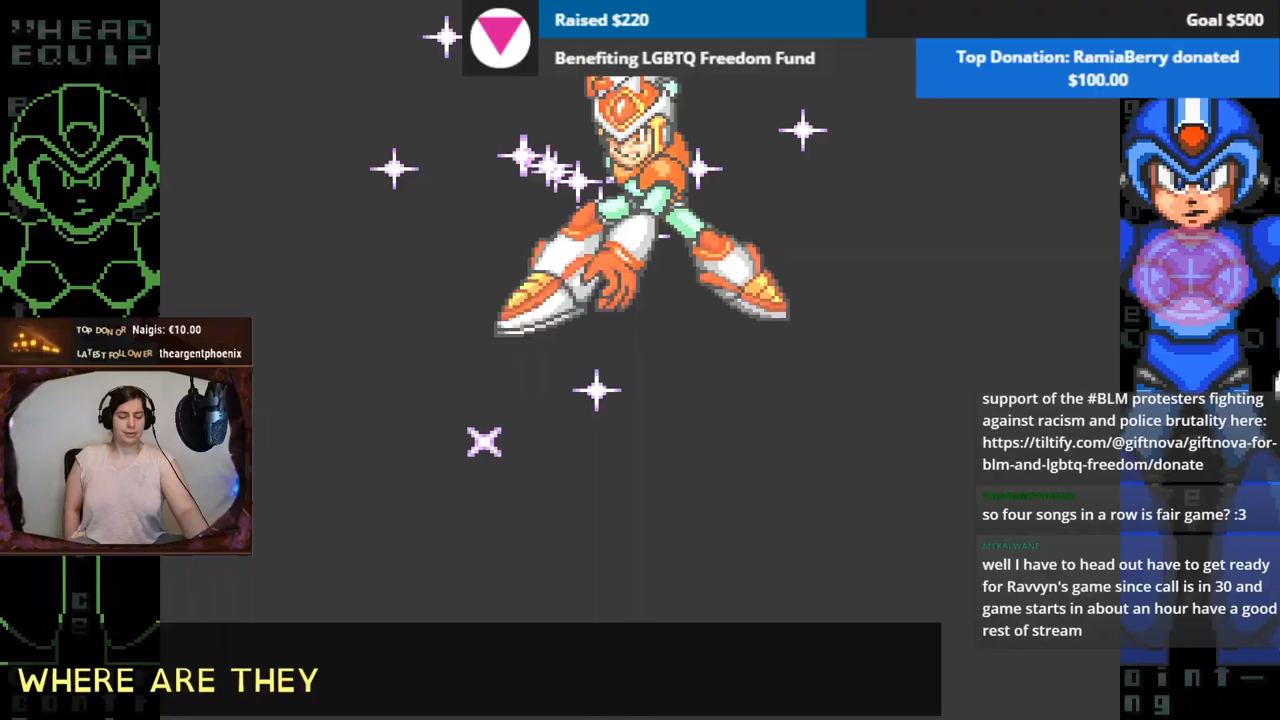 "HEAD
EQUIP
Raised $220
Goal $500
Benefiting LGBTQ Freedom Fund
Top Donation: RamiaBerry donated
$100.00
TOP DONOR Naigis: €10.00
LATEST FOLLOWER theargentphoenix
support of the #BLM protesters fighting
against racism and police brutality here:
https://tiltify.com/@giftnova/giftnova-for-
blm-and-lgbtq-freedom/donate
so four songs in a row is fair game? :3
MYKALWANE
well I have to head out have to get ready
for Ravvyn's game since call is in 30 and
game starts in about an hour have a good
rest of stream
WHERE ARE THEY